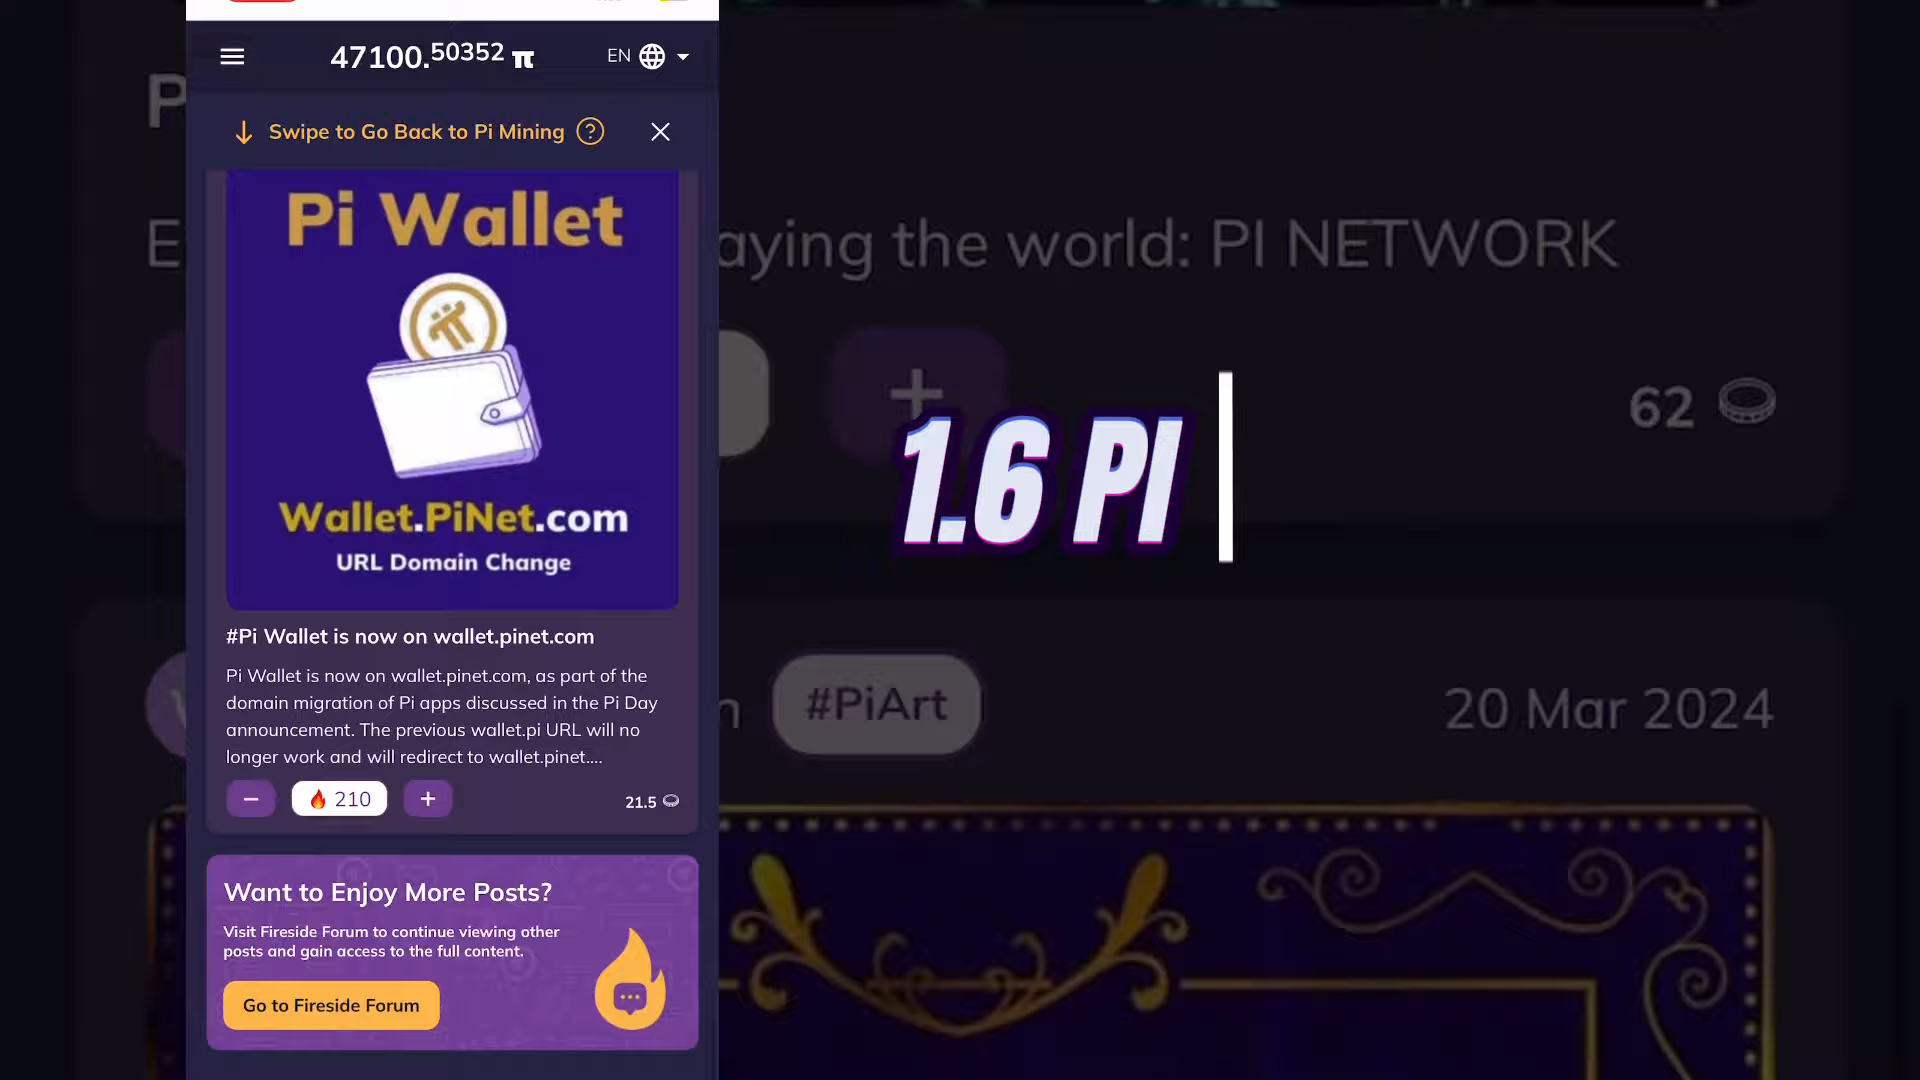 47100.50352 π
EN
Swipe to Go Back to Pi Mining ?
Pi Wallet
Wallet.PiNet.com
URL Domain Change
#Pi Wallet is now on wallet.pinet.com
Pi Wallet is now on wallet.pinet.com, as part of the
domain migration of Pi apps discussed in the Pi Day
announcement. The previous wallet.pi URL will no
longer work and will redirect to wallet.pinet....
− 210 +
21.5
Want to Enjoy More Posts?
Visit Fireside Forum to continue viewing other
posts and gain access to the full content.
Go to Fireside Forum
aying the world: PI NETWORK
+
62
1.6 PI
#PiArt
20 Mar 2024